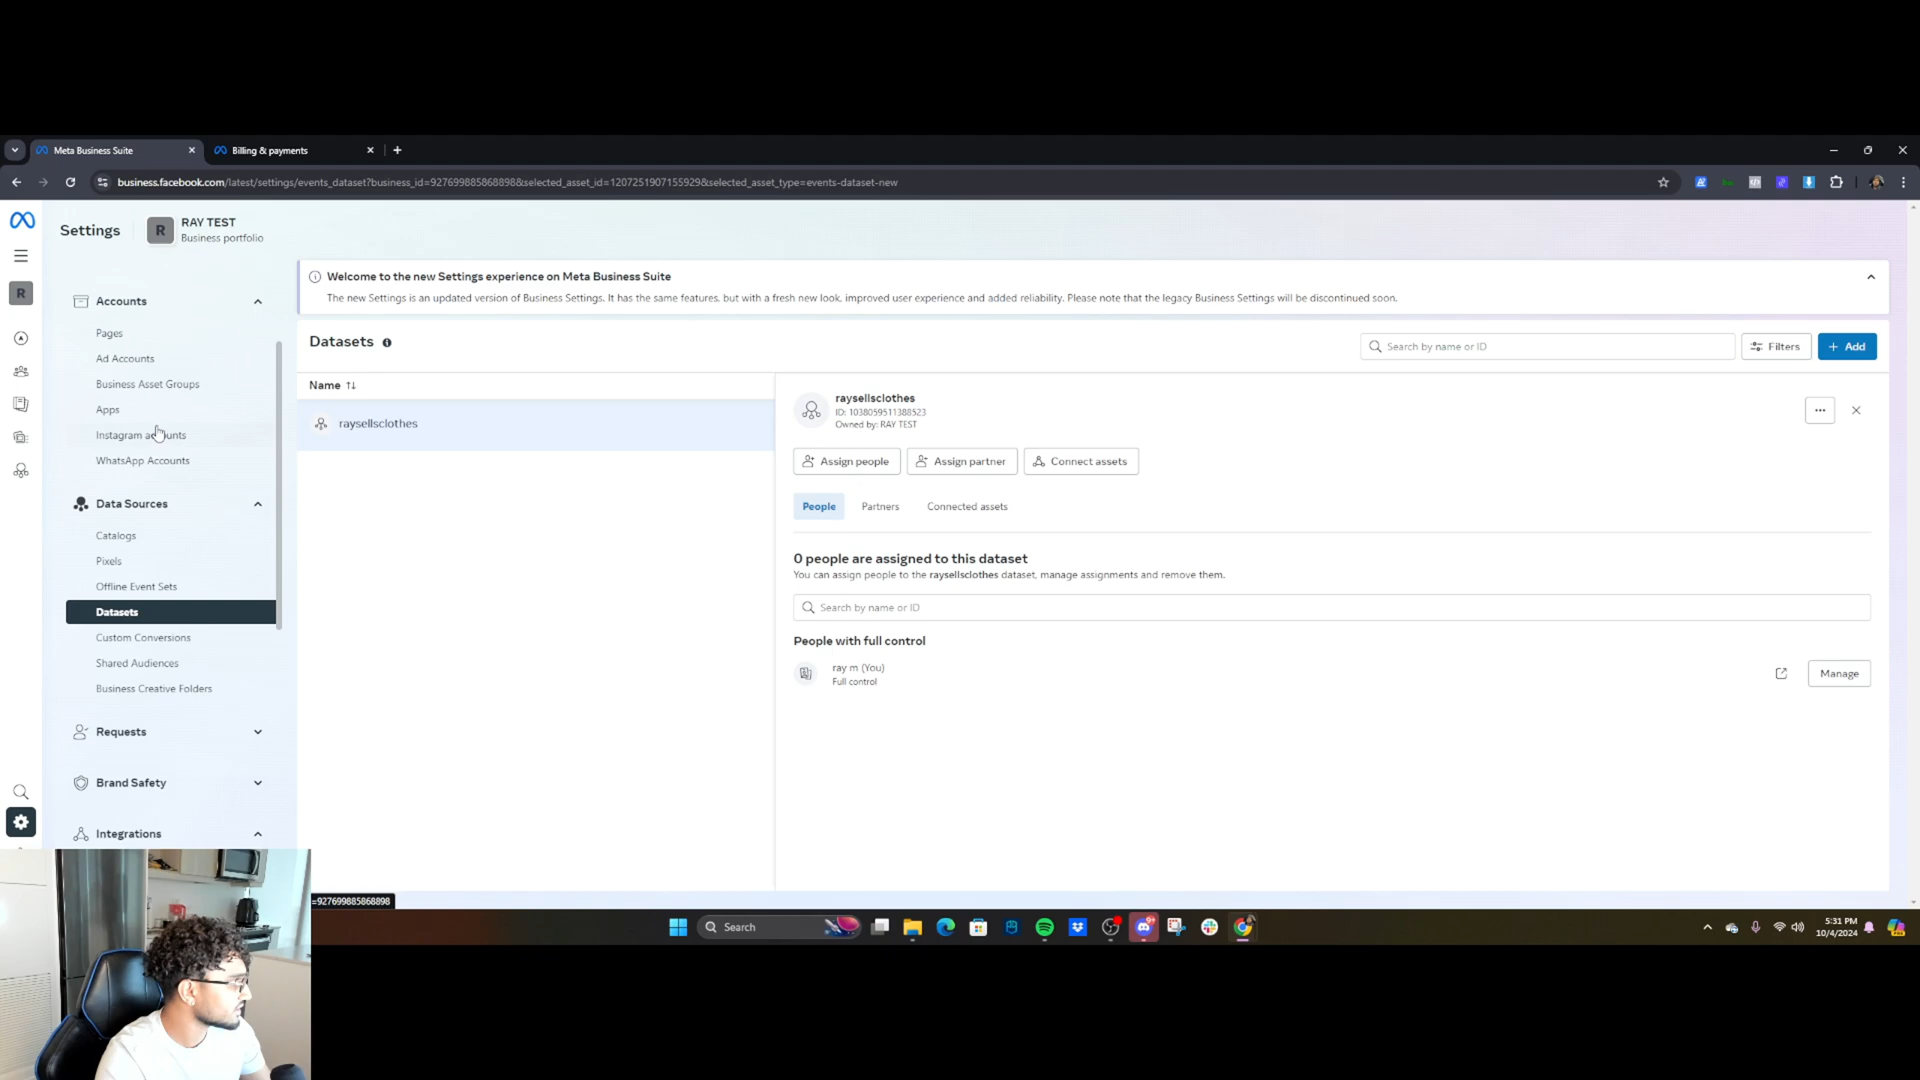 Meta Business Suite
Billing & payments
business.facebook.com/latest/settings/events_dataset?business_id=927699885868898&selected_asset_id=1207251907155929&selected_asset_type=events-dataset-new
Settings
R
RAY TEST
Business portfolio
R
Accounts
Pages
Ad Accounts
Business Asset Groups
Apps
Instagram accounts
WhatsApp Accounts
Data Sources
Catalogs
Pixels
Offline Event Sets
Datasets
Custom Conversions
Shared Audiences
Business Creative Folders
Requests
Brand Safety
Integrations
=927699885868898
Welcome to the new Settings experience on Meta Business Suite
The new Settings is an updated version of Business Settings. It has the same features, but with a fresh new look, improved user experience and added reliability. Please note that the legacy Business Settings will be discontinued soon.
Datasets
Search by name or ID
Filters
+ Add
Name
raysellsclothes
raysellsclothes
ID: 1038059511388523
Owned by: RAY TEST
Assign people
Assign partner
Connect assets
People
Partners
Connected assets
0 people are assigned to this dataset
You can assign people to the raysellsclothes dataset, manage assignments and remove them.
Search by name or ID
People with full control
ray m (You)
Full control
Manage
Search
5:31 PM
10/4/2024